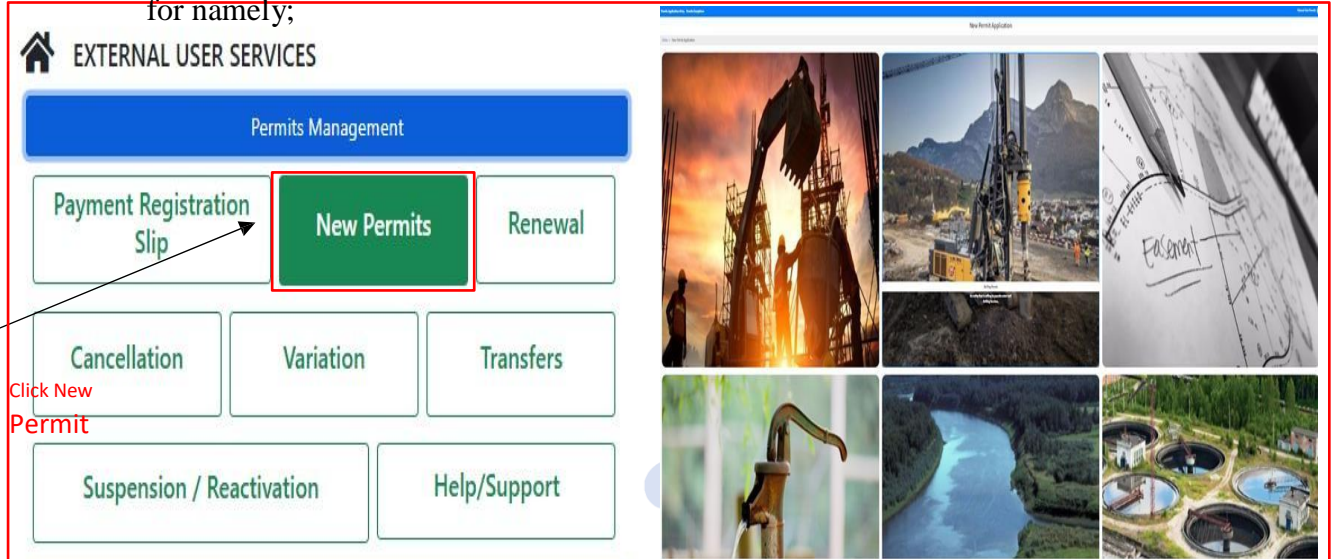 for namely;
EXTERNAL USER SERVICES
Permits Management
Payment Registration
Slip
New Permits
Renewal
Cancellation
Variation
Transfers
Click New
Permit
Suspension / Reactivation
Help/Support
New Permit Application
Easement